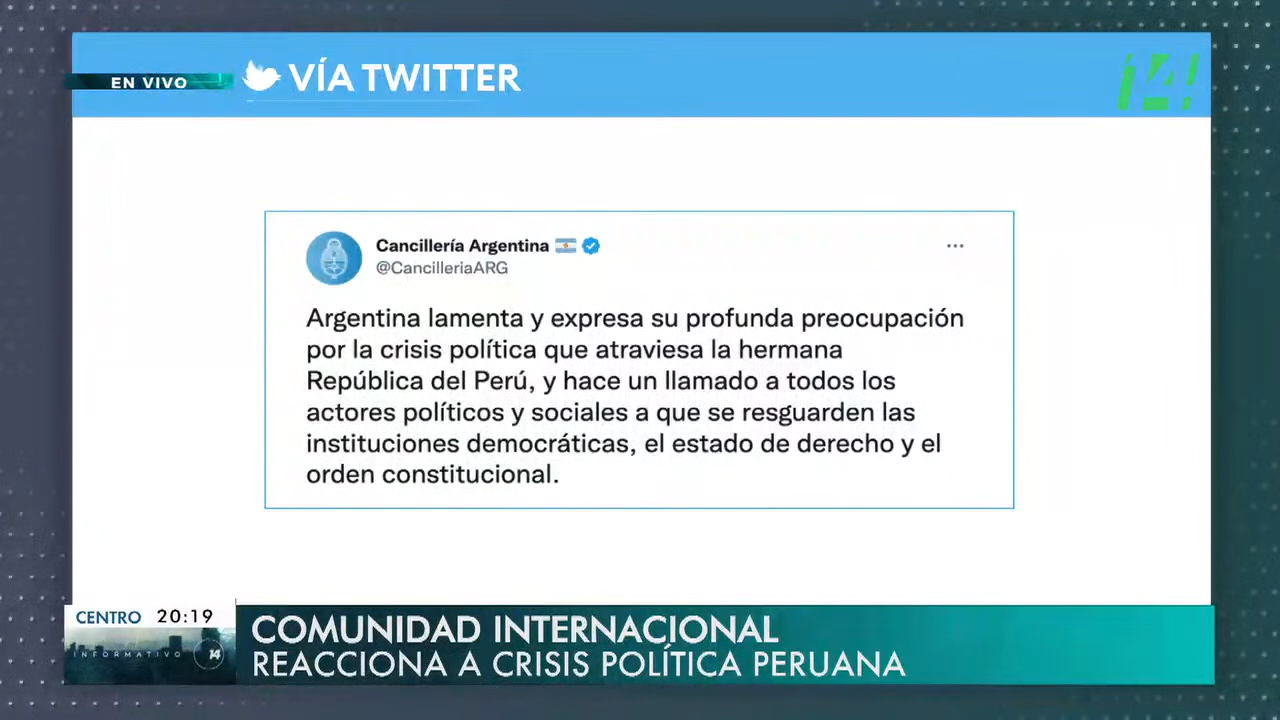 EN VIVO
VÍA TWITTER
14
Cancillería Argentina
@CancilleriaARG
Argentina lamenta y expresa su profunda preocupación
por la crisis política que atraviesa la hermana
República del Perú, y hace un llamado a todos los
actores políticos y sociales a que se resguarden las
instituciones democráticas, el estado de derecho y el
orden constitucional.
CENTRO 20:19
INFORMATIVO 14
COMUNIDAD INTERNACIONAL
REACCIONA A CRISIS POLÍTICA PERUANA